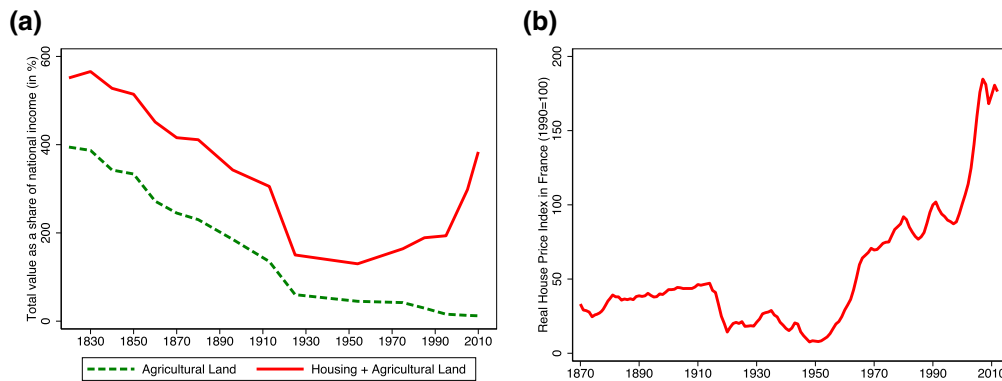 (a)
Total value as a share of national income (in %)
600
400
200
0
1830 1850 1870 1890 1910 1930 1950 1970 1990 2010
Agricultural Land Housing + Agricultural Land
(b)
Real House Price Index in France (1990=100)
200
150
100
50
0
1870 1890 1910 1930 1950 1970 1990 2010